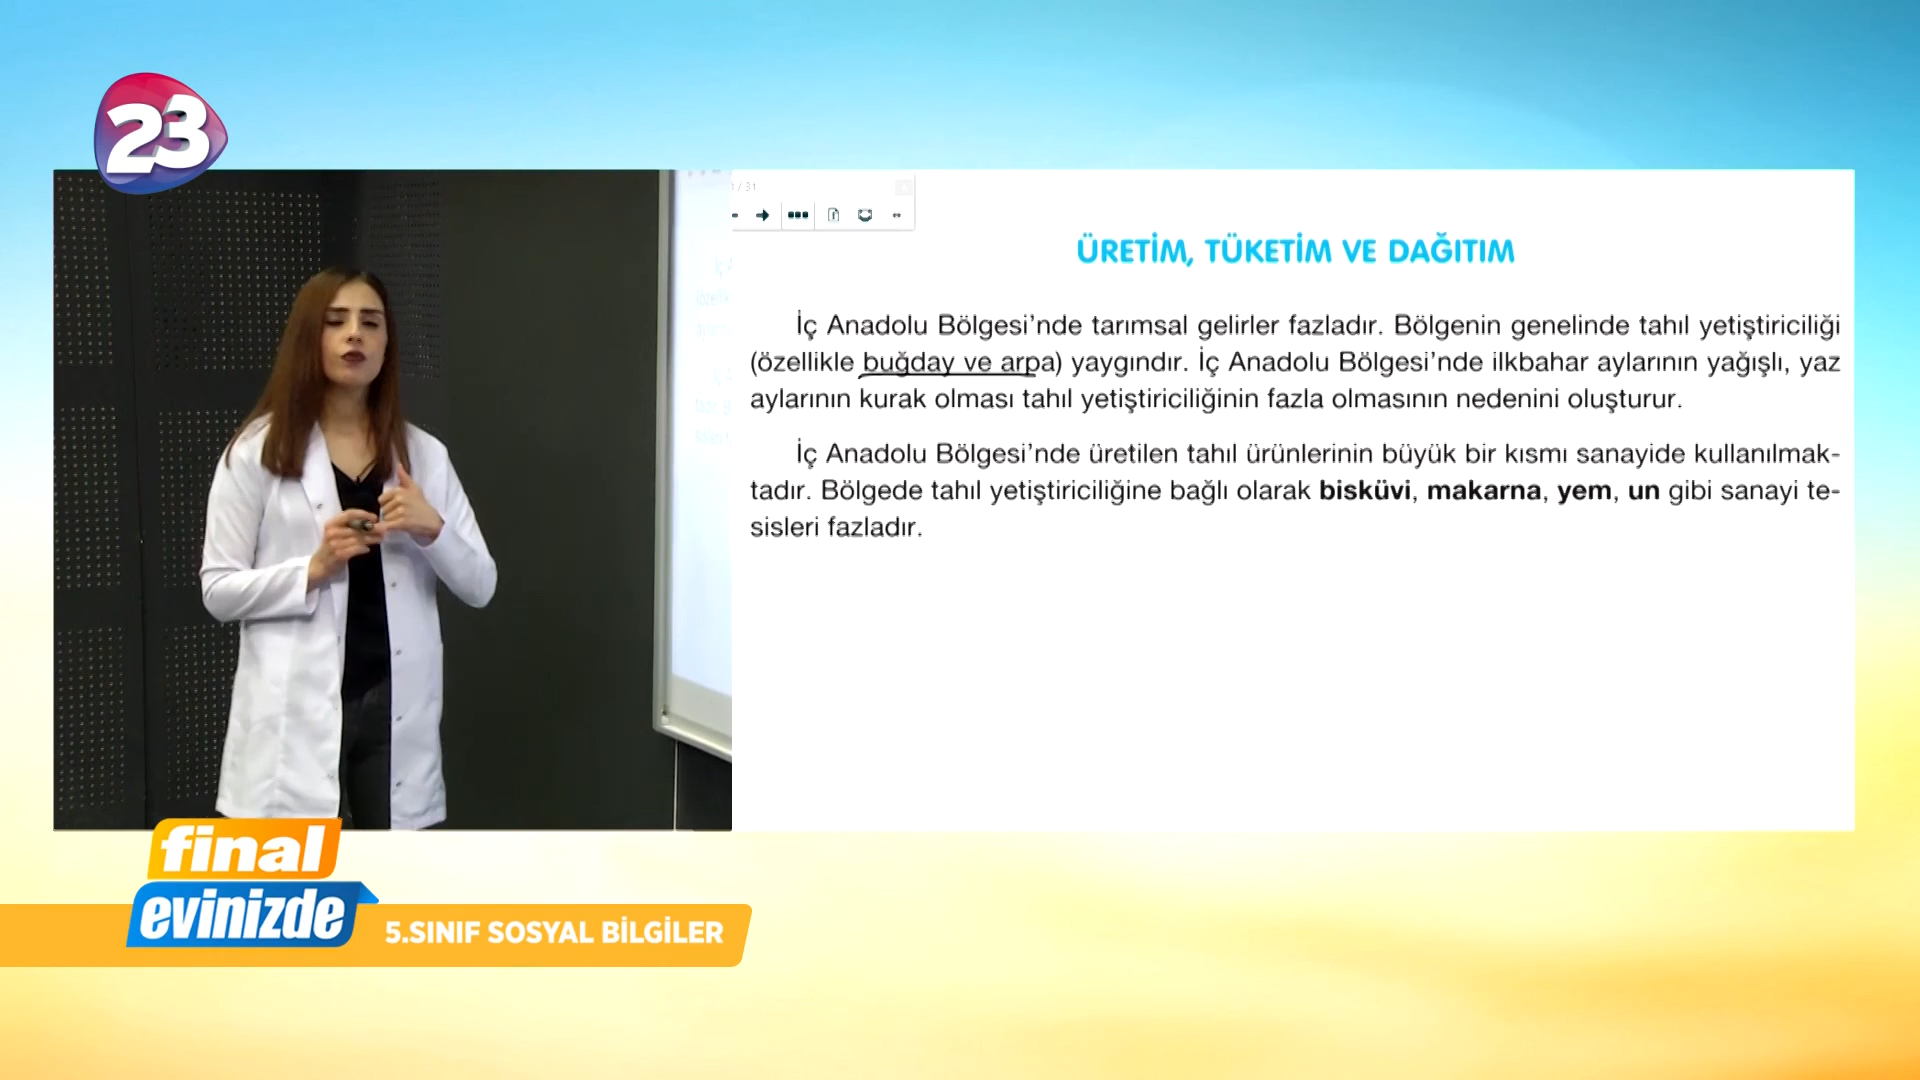 23
/ 31
ÜRETİM, TÜKETİM VE DAĞITIM
İç Anadolu Bölgesi'nde tarımsal gelirler fazladır. Bölgenin genelinde tahıl yetiştiriciliği
(özellikle buğday ve arpa) yaygındır. İç Anadolu Bölgesi'nde ilkbahar aylarının yağışlı, yaz
aylarının kurak olması tahıl yetiştiriciliğinin fazla olmasının nedenini oluşturur.
İç Anadolu Bölgesi'nde üretilen tahıl ürünlerinin büyük bir kısmı sanayide kullanılmak-
tadır. Bölgede tahıl yetiştiriciliğine bağlı olarak bisküvi, makarna, yem, un gibi sanayi te-
sisleri fazladır.
final
evinizde
5.SINIF SOSYAL BİLGİLER